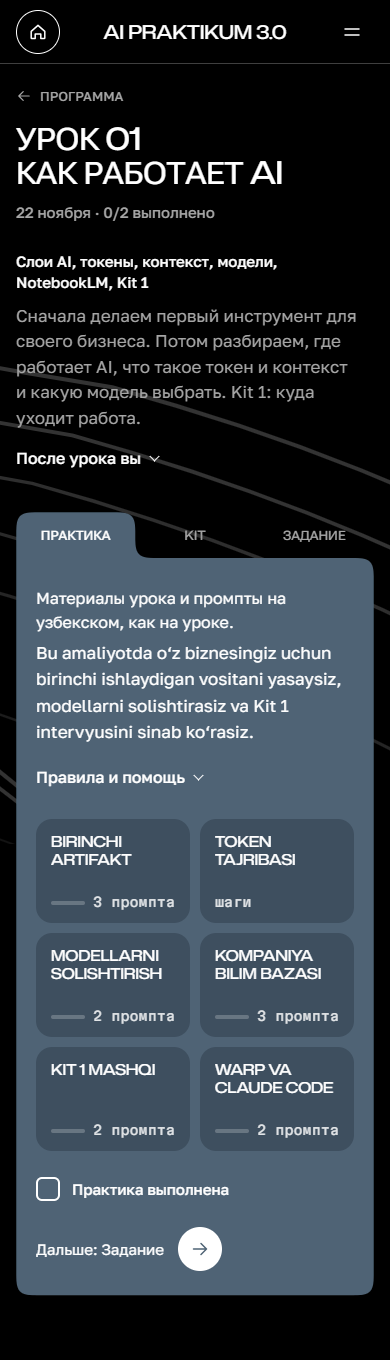 AI PRAKTIKUM 3.0
← ПРОГРАММА
УРОК 01
КАК РАБОТАЕТ AI
22 ноября · 0/2 выполнено
Слои AI, токены, контекст, модели,
NotebookLM, Kit 1
Сначала делаем первый инструмент для
своего бизнеса. Потом разбираем, где
работает AI, что такое токен и контекст
и какую модель выбрать. Kit 1: куда
уходит работа.
После урока вы
ПРАКТИКА KIT ЗАДАНИЕ
Материалы урока и промпты на
узбекском, как на уроке.
Bu amaliyotda oʻz biznesingiz uchun
birinchi ishlaydigan vositani yasaysiz,
modellarni solishtirasiz va Kit 1
intervyusini sinab koʻrasiz.
Правила и помощь
BIRINCHI
ARTIFAKT
3 промпта
TOKEN
TAJRIBASI
шаги
MODELLARNI
SOLISHTIRISH
2 промпта
KOMPANIYA
BILIM BAZASI
3 промпта
KIT 1 MASHQI
2 промпта
WARP VA
CLAUDE CODE
2 промпта
Практика выполнена
Дальше: Задание →